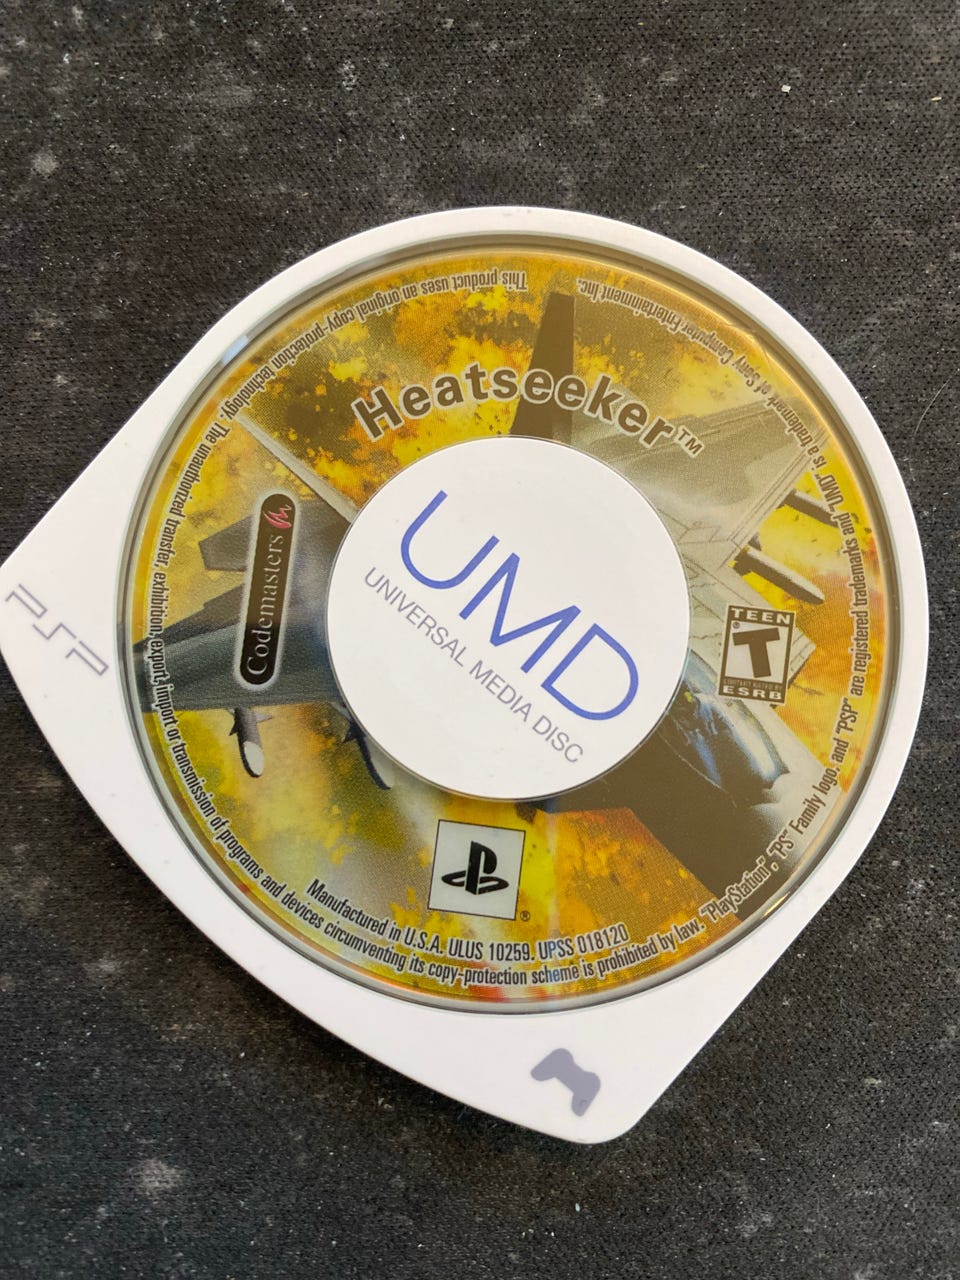 Heatseeker™
Codemasters
UMD
UNIVERSAL MEDIA DISC
TEEN
T
CONTENT RATED BY
ESRB
PSP
®
Manufactured in U.S.A. ULUS 10259. UPSS 018120
This product uses an original copy-protection technology. The unauthorized transfer, exhibition, export, import or transmission of programs and devices circumventing its copy-protection scheme is prohibited by law. "PlayStation", "PS" Family logo, and "PSP" are registered trademarks and "UMD" is a trademark of Sony Computer Entertainment Inc.